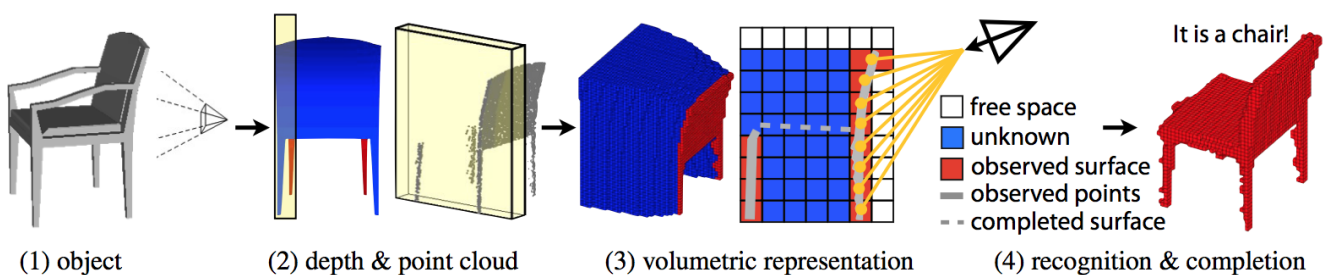 It is a chair!
free space
unknown
observed surface
observed points
completed surface
(1) object
(2) depth & point cloud
(3) volumetric representation
(4) recognition & completion